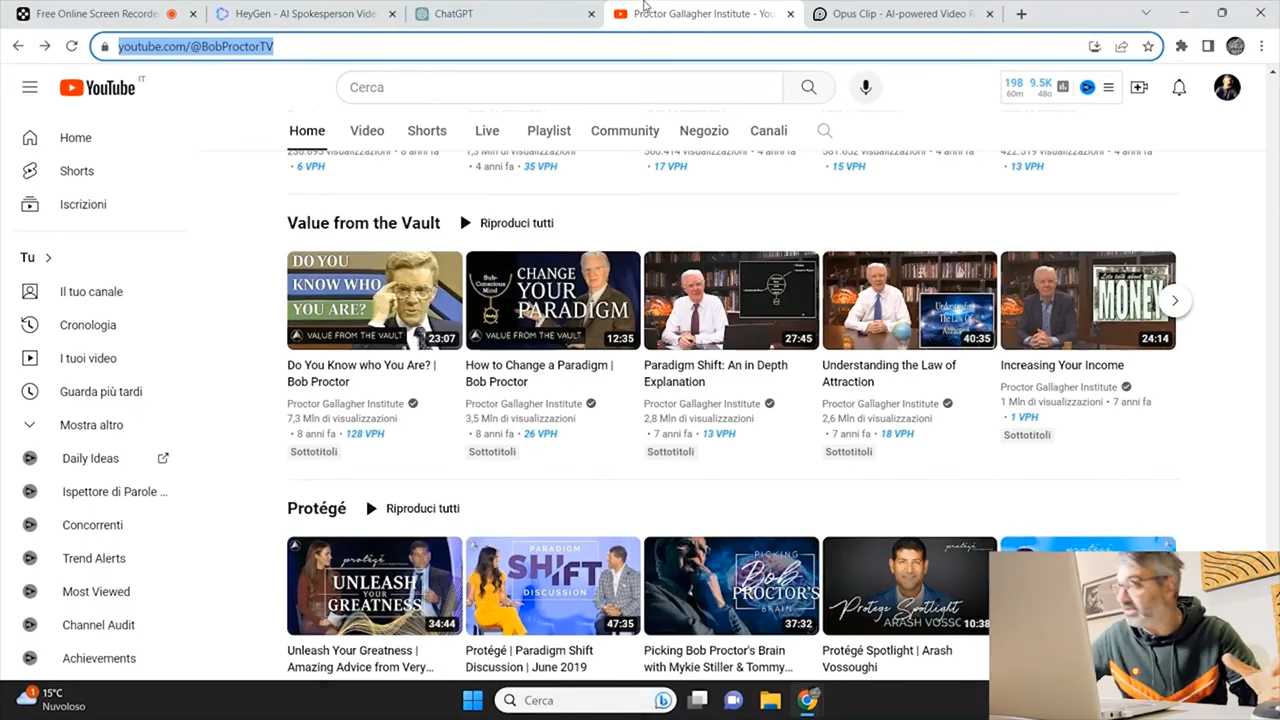 Free Online Screen Recorde
HeyGen - AI Spokesperson Vide
ChatGPT
Proctor Gallagher Institute - You
Opus Clip - AI-powered Video R
youtube.com/@BobProctorTV
YouTube IT
Cerca
198 9.5K
60m 48o
Home
Video
Shorts
Live
Playlist
Community
Negozio
Canali
Home
Shorts
Iscrizioni
Tu
Il tuo canale
Cronologia
I tuoi video
Guarda più tardi
Mostra altro
Daily Ideas
Ispettore di Parole ...
Concorrenti
Trend Alerts
Most Viewed
Channel Audit
Achievements
• 6 VPH
• 4 anni fa • 35 VPH
• 17 VPH
• 15 VPH
• 13 VPH
Value from the Vault
Riproduci tutti
DO YOU
KNOW WHO
YOU ARE?
VALUE FROM THE VAULT
23:07
Do You Know who You Are? |
Bob Proctor
Proctor Gallagher Institute
7,3 Mln di visualizzazioni
• 8 anni fa • 128 VPH
Sottotitoli
CHANGE
YOUR
PARADIGM
VALUE FROM THE VAULT
12:35
How to Change a Paradigm |
Bob Proctor
Proctor Gallagher Institute
3,5 Mln di visualizzazioni
• 8 anni fa • 26 VPH
Sottotitoli
27:45
Paradigm Shift: An in Depth
Explanation
Proctor Gallagher Institute
2,8 Mln di visualizzazioni
• 7 anni fa • 13 VPH
Sottotitoli
Understanding
The Law Of
40:35
Understanding the Law of
Attraction
Proctor Gallagher Institute
2,6 Mln di visualizzazioni
• 7 anni fa • 18 VPH
Sottotitoli
Let's talk about
MONEY
24:14
Increasing Your Income
Proctor Gallagher Institute
1 Mln di visualizzazioni • 7 anni fa
• 1 VPH
Sottotitoli
Protégé
Riproduci tutti
protégé
UNLEASH
YOUR
GREATNESS
34:44
Unleash Your Greatness |
Amazing Advice from Very...
PARADIGM
SHIFT
DISCUSSION
47:35
Protégé | Paradigm Shift
Discussion | June 2019
PICKING
Bob
PROCTOR'S
BRAIN
37:32
Picking Bob Proctor's Brain
with Mykie Stiller & Tommy...
protégé
Protege Spotlight
ARASH VOSSO
10:38
Protégé Spotlight | Arash
Vossoughi
1
15°C
Nuvoloso
Cerca